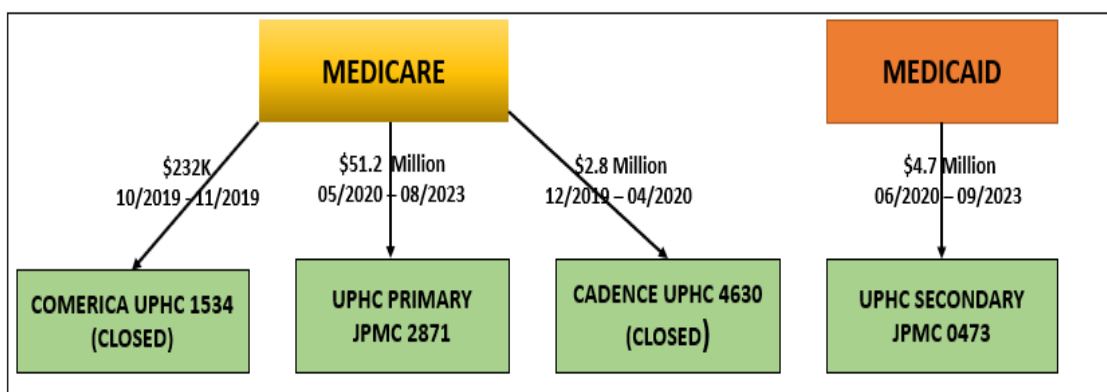 MEDICARE
MEDICAID
$232K
10/2019 - 11/2019
$51.2 Million
05/2020 – 08/2023
$2.8 Million
12/2019 – 04/2020
$4.7 Million
06/2020 – 09/2023
COMERICA UPHC 1534
(CLOSED)
UPHC PRIMARY
JPMC 2871
CADENCE UPHC 4630
(CLOSED)
UPHC SECONDARY
JPMC 0473